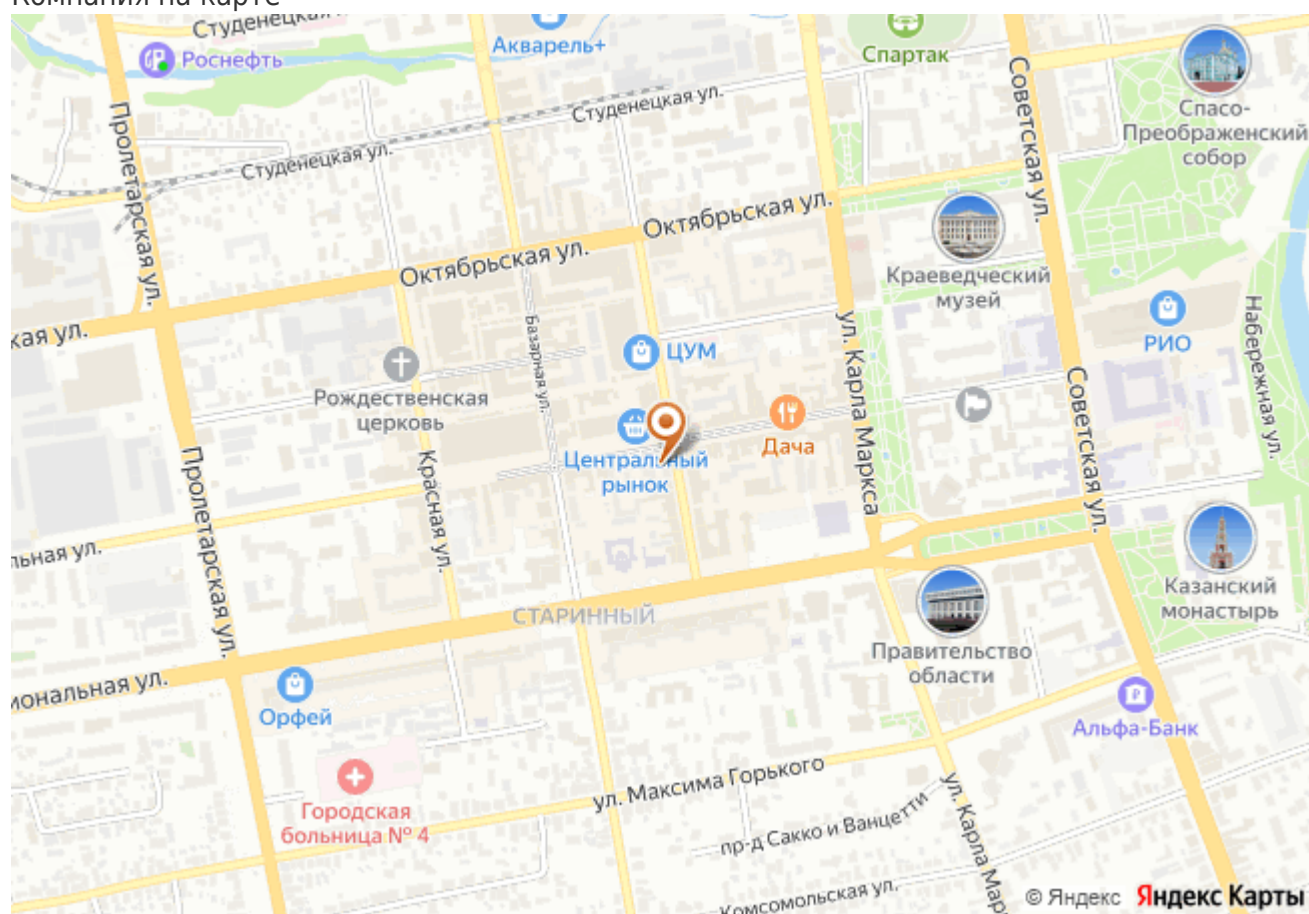 Компания на карте
Студенецкая
Роснефть
Акварель+
Спартак
Спасо-
Преображенский
собор
Пролетарская ул.
Студенецкая ул.
Студенецкая ул.
Советская ул.
Октябрьская ул.
Октябрьская ул.
Краеведческий
музей
РИО
Набережная ул.
кая ул.
Базарная ул.
ЦУМ
ул. Карла Маркса
Рождественская
церковь
Дача
Центральный
рынок
Советская ул.
Пролетарская ул.
Красная ул.
льная ул.
Казанский
монастырь
СТАРИННЫЙ
Правительство
области
иональная ул.
Орфей
Альфа-Банк
Городская
больница № 4
ул. Максима Горького
пр-д Сакко и Ванцетти
ул. Карла Мар
Комсомольская ул.
© Яндекс Яндекс Карты